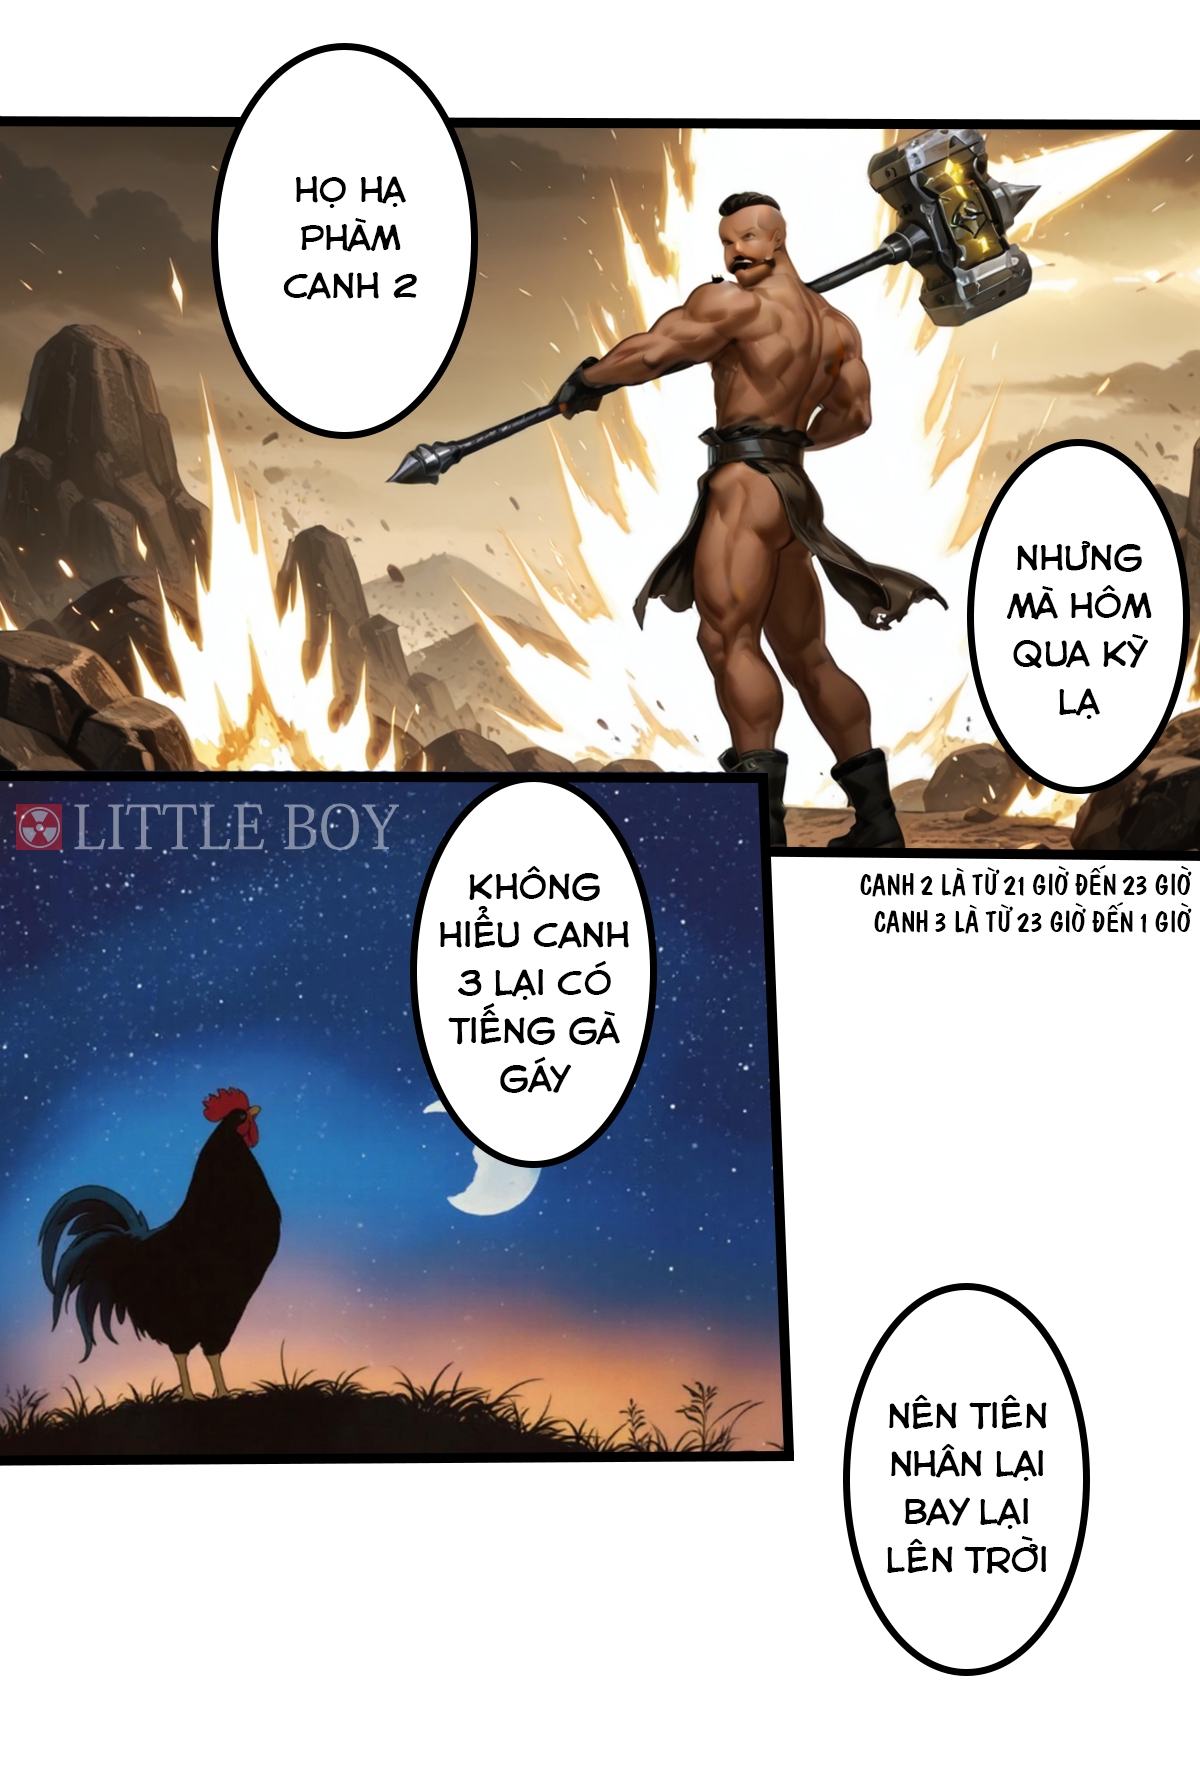 HỌ HẠ
PHÀM
CANH 2
NHƯNG
MÀ HÔM
QUA KỲ
LẠ
LITTLE BOY
KHÔNG
HIỂU CANH
3 LẠI CÓ
TIẾNG GÀ
GÁY
CANH 2 LÀ TỪ 21 GIỜ ĐẾN 23 GIỜ
CANH 3 LÀ TỪ 23 GIỜ ĐẾN 1 GIỜ
NÊN TIÊN
NHÂN LẠI
BAY LẠI
LÊN TRỜI